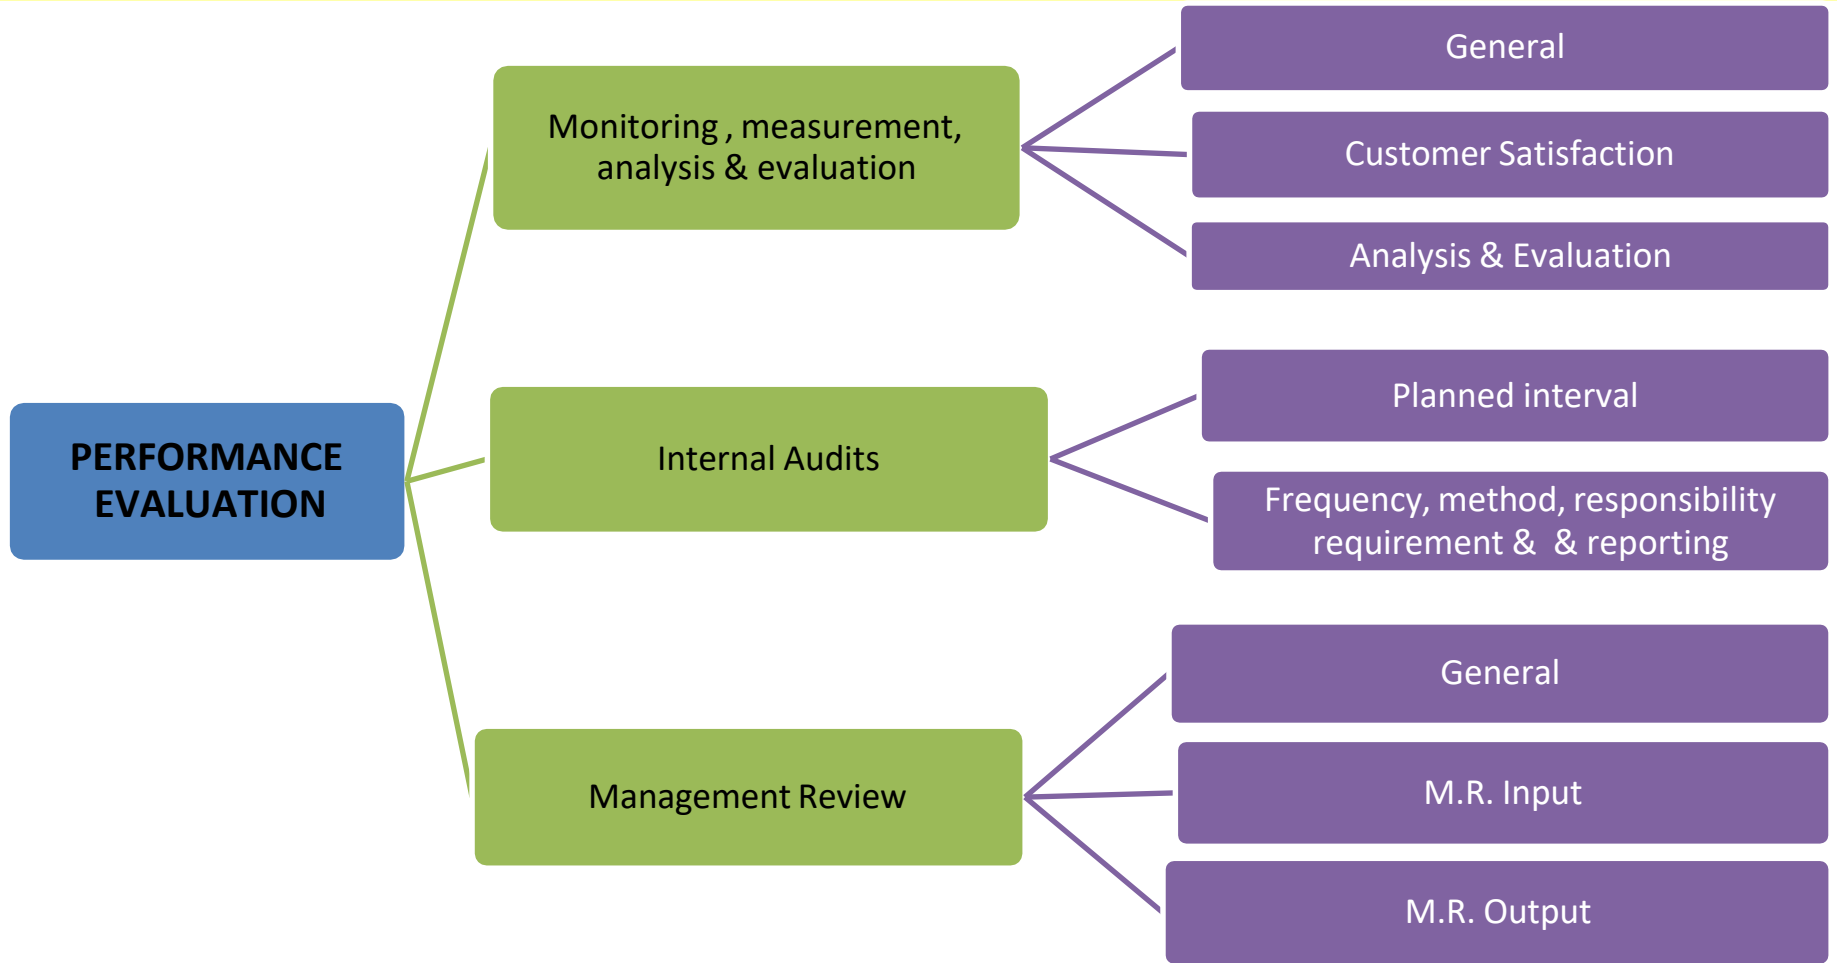 PERFORMANCE
EVALUATION
Monitoring , measurement,
analysis & evaluation
General
Customer Satisfaction
Analysis & Evaluation
Internal Audits
Planned interval
Frequency, method, responsibility
requirement &  & reporting
Management Review
General
M.R. Input
M.R. Output